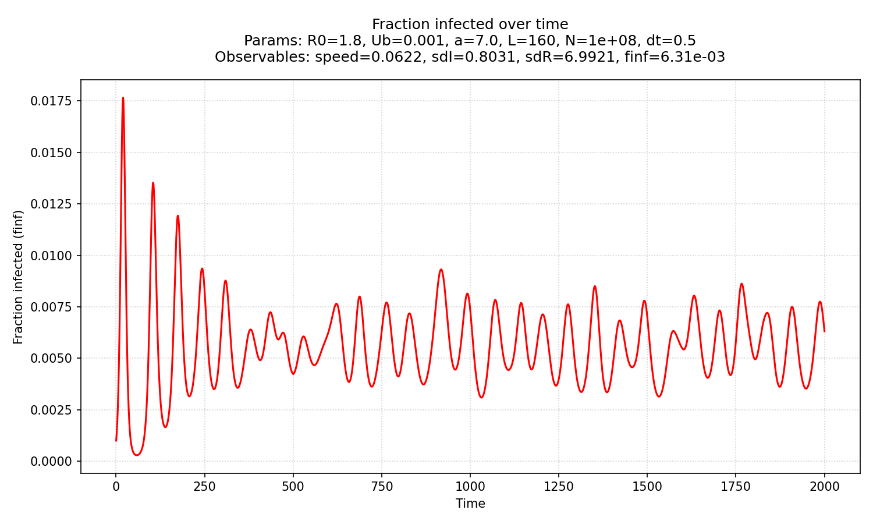 Fraction infected over time
Params: R0=1.8, Ub=0.001, a=7.0, L=160, N=1e+08, dt=0.5
Observables: speed=0.0622, sdI=0.8031, sdR=6.9921, finf=6.31e-03
Fraction infected (finf)
0.0175
0.0150
0.0125
0.0100
0.0075
0.0050
0.0025
0.0000
0 250 500 750 1000 1250 1500 1750 2000
Time